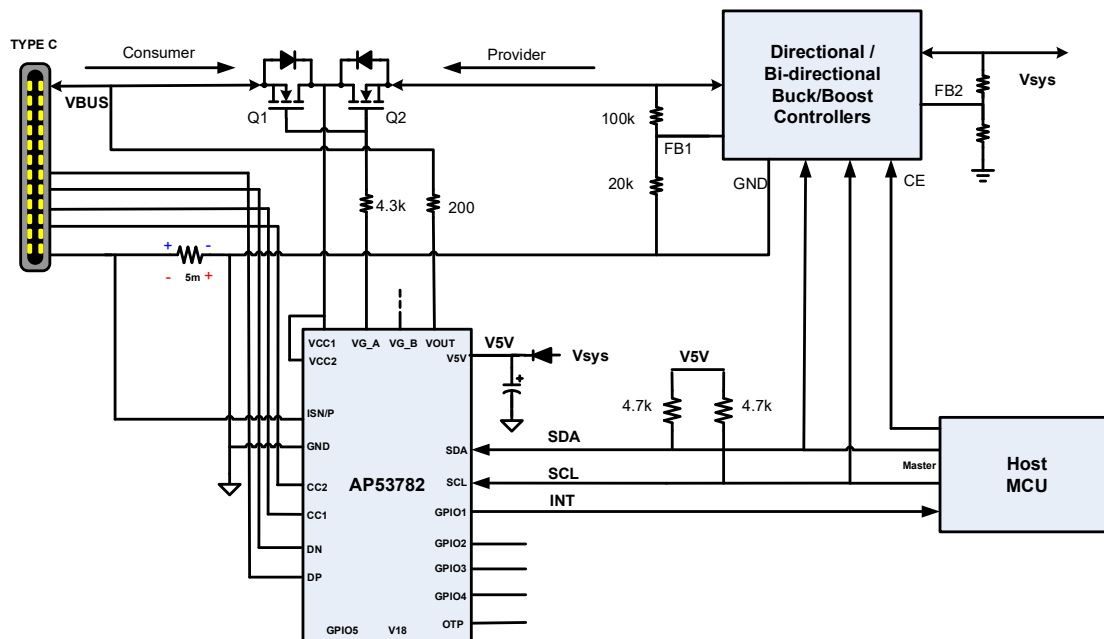 TYPE C
Consumer
Provider
VBUS
Q1
Q2
Directional /
Bi-directional
Buck/Boost
Controllers
Vsys
FB2
100k
FB1
20k
GND
CE
4.3k
200
+ -
- 5m +
VCC1
VG_A
VG_B
VOUT
VCC2
V5V
V5V
Vsys
V5V
+
4.7k
4.7k
ISN/P
GND
CC2
CC1
DN
DP
AP53782
SDA
SCL
GPIO1
GPIO2
GPIO3
GPIO4
OTP
GPIO5
V18
SDA
SCL
INT
Master
Host
MCU